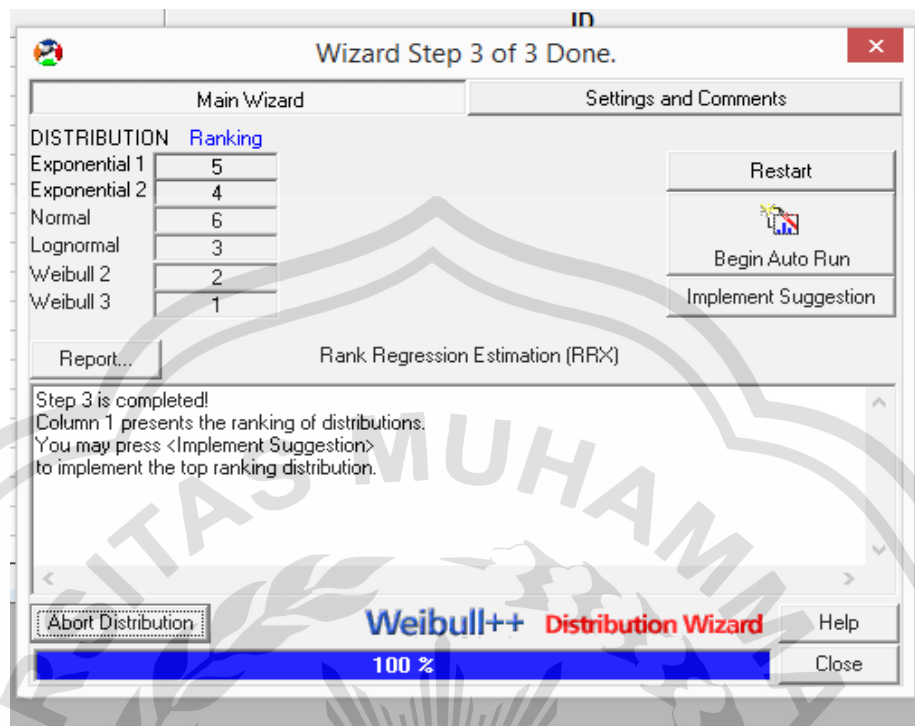 ID
Wizard Step 3 of 3 Done.
Main Wizard
Settings and Comments
DISTRIBUTION Ranking
Exponential 1 5
Exponential 2 4
Normal 6
Lognormal 3
Weibull 2 2
Weibull 3 1
Restart
Begin Auto Run
Implement Suggestion
Report...
Rank Regression Estimation (RRX)
Step 3 is completed!
Column 1 presents the ranking of distributions.
You may press <Implement Suggestion>
to implement the top ranking distribution.
Abort Distribution
Weibull++ Distribution Wizard
Help
100 %
Close
RSITAS MUHAMMA